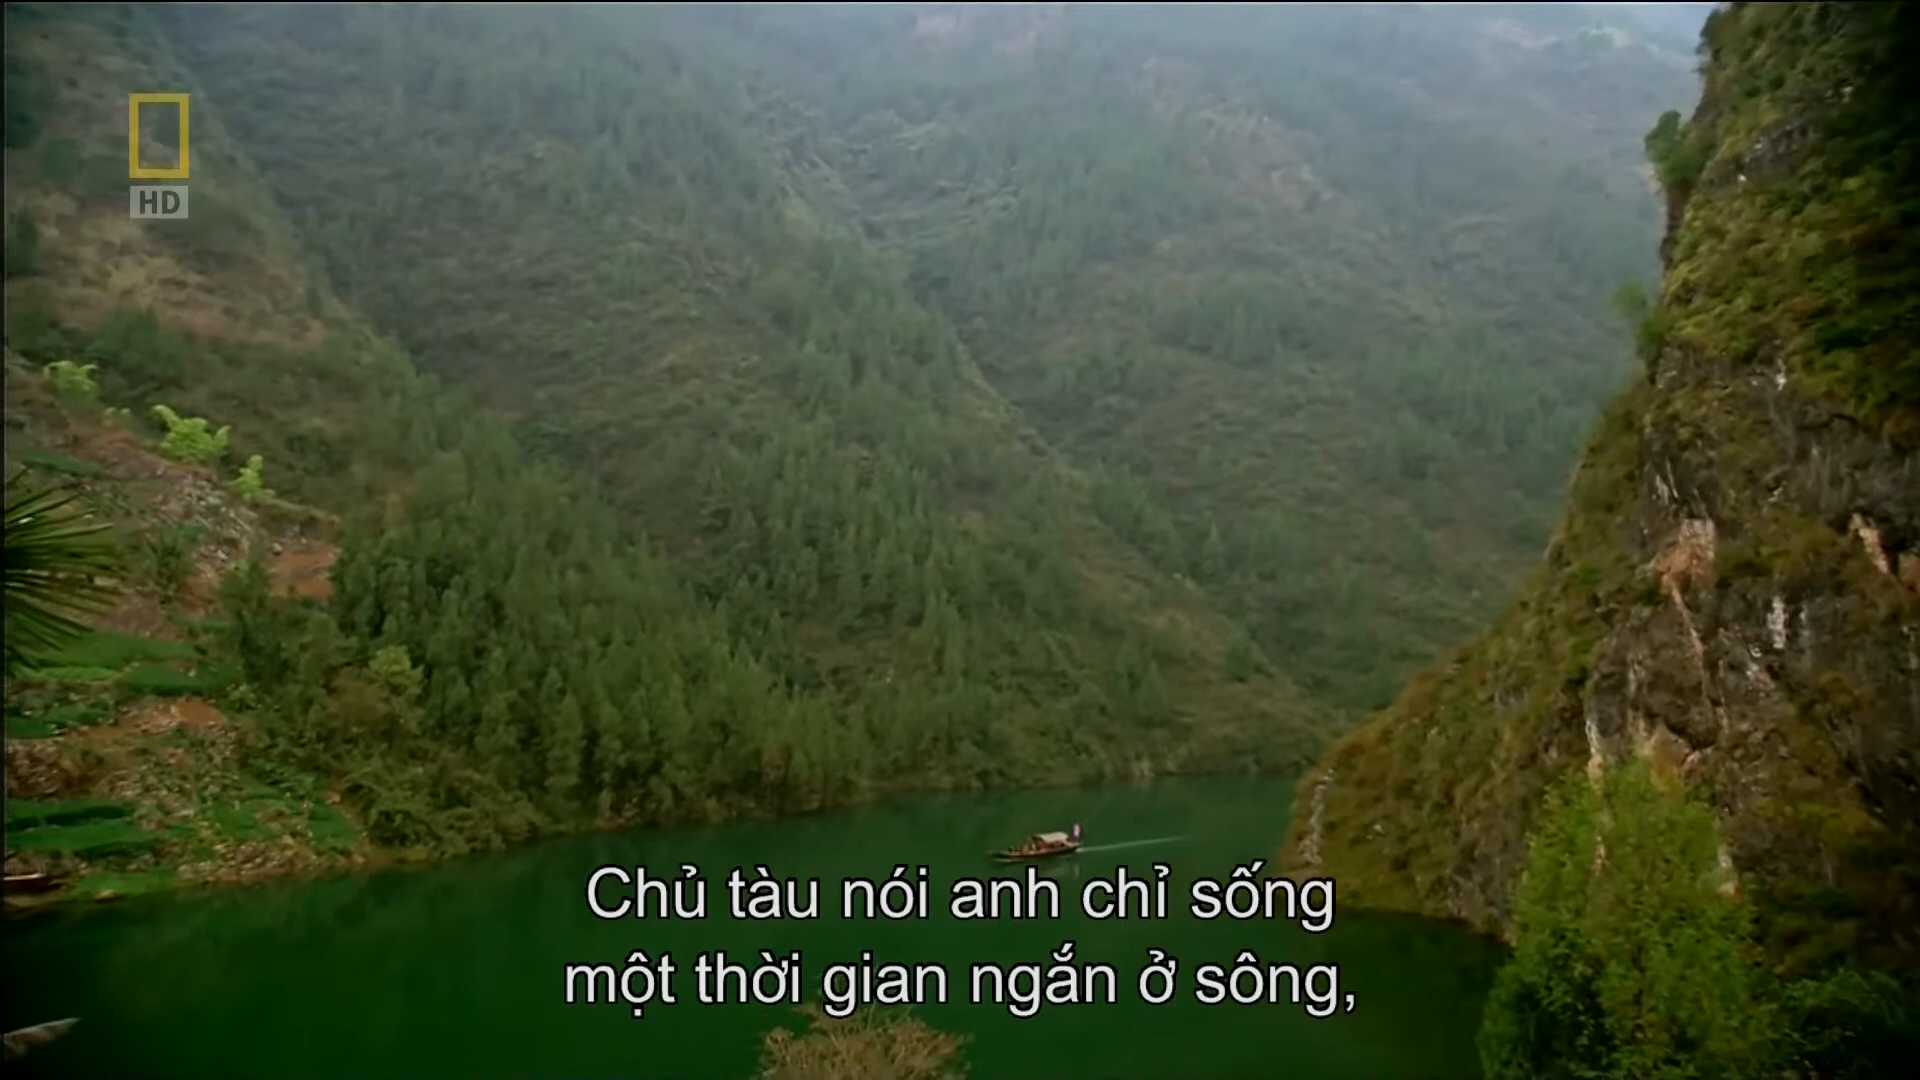 HD
Chủ tàu nói anh chỉ sống
một thời gian ngắn ở sông,